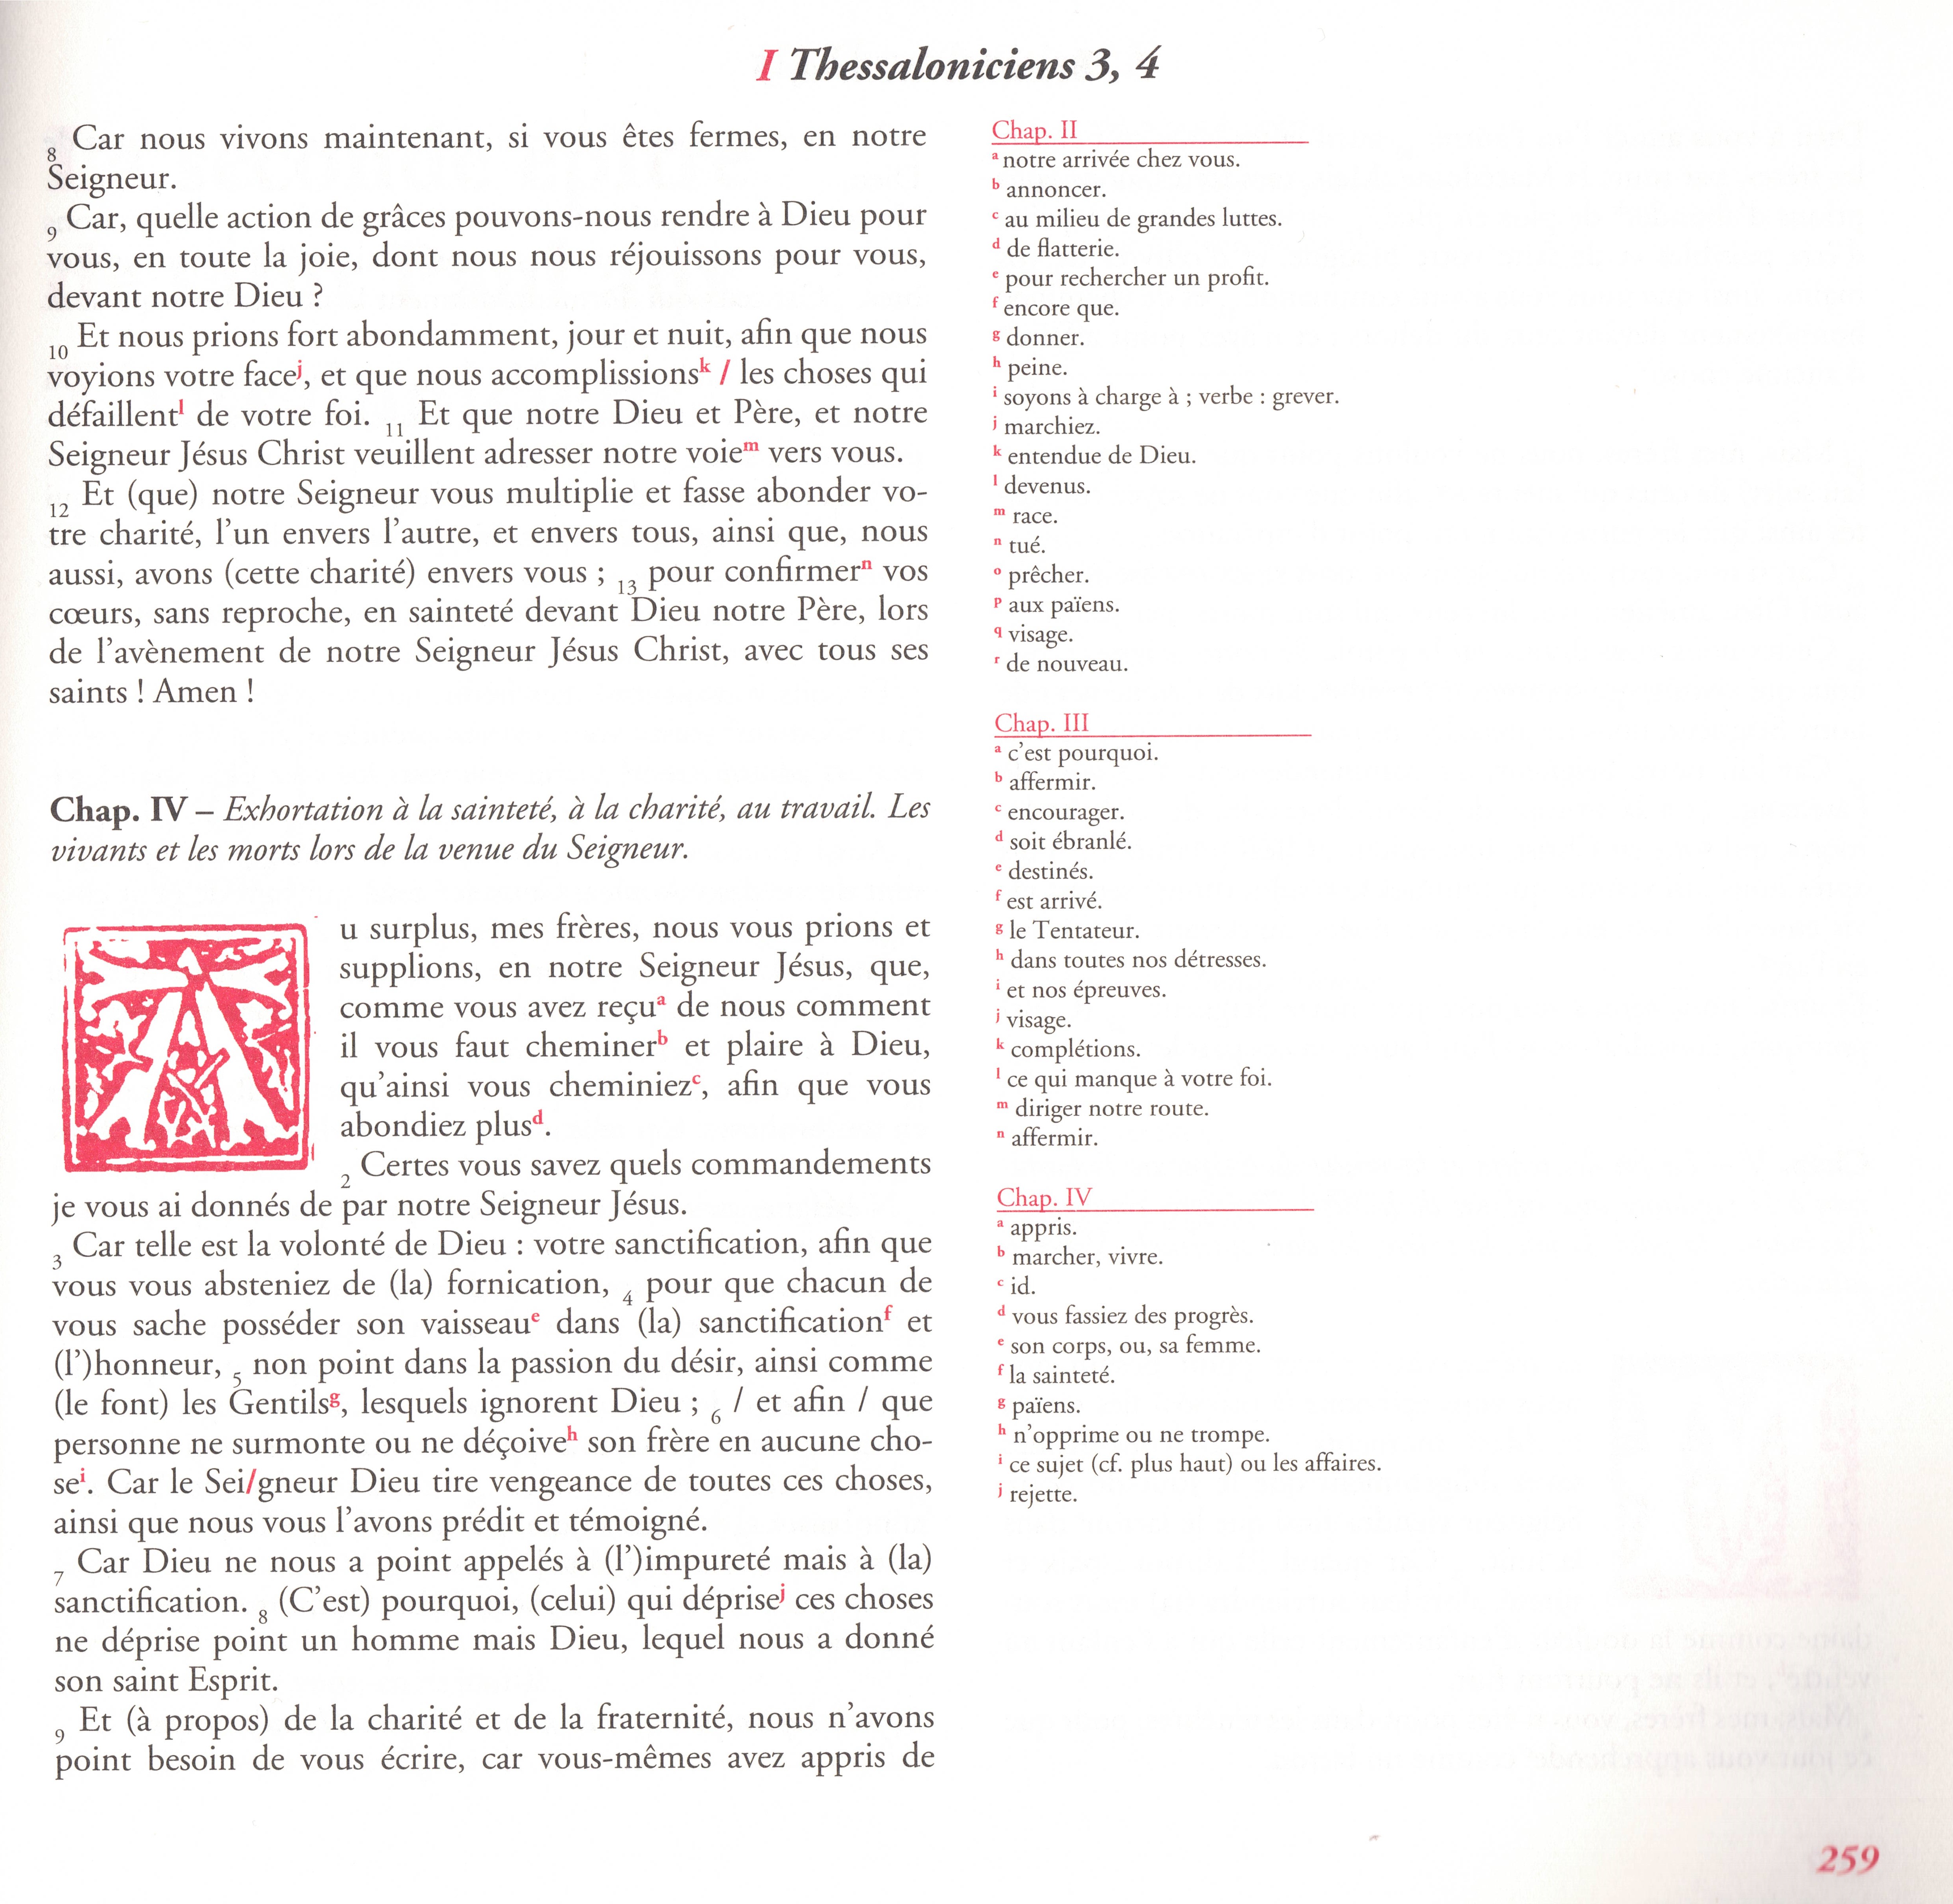 I Thessaloniciens 3, 4
8 Car nous vivons maintenant, si vous êtes fermes, en notre
Seigneur.
9 Car, quelle action de grâces pouvons-nous rendre à Dieu pour
vous, en toute la joie, dont nous nous réjouissons pour vous,
devant notre Dieu ?
10 Et nous prions fort abondamment, jour et nuit, afin que nous
voyions votre face j, et que nous accomplissions k / les choses qui
défaillent l de votre foi. 11 Et que notre Dieu et Père, et notre
Seigneur Jésus Christ veuillent adresser notre voie m vers vous.
12 Et (que) notre Seigneur vous multiplie et fasse abonder vo-
tre charité, l'un envers l'autre, et envers tous, ainsi que, nous
aussi, avons (cette charité) envers vous ; 13 pour confirmer n vos
cœurs, sans reproche, en sainteté devant Dieu notre Père, lors
de l'avènement de notre Seigneur Jésus Christ, avec tous ses
saints ! Amen !
Chap. IV – Exhortation à la sainteté, à la charité, au travail. Les
vivants et les morts lors de la venue du Seigneur.
A
u surplus, mes frères, nous vous prions et
supplions, en notre Seigneur Jésus, que,
comme vous avez reçu a de nous comment
il vous faut cheminer b et plaire à Dieu,
qu'ainsi vous cheminiez c, afin que vous
abondiez plus d.
2 Certes vous savez quels commandements
je vous ai donnés de par notre Seigneur Jésus.
3 Car telle est la volonté de Dieu : votre sanctification, afin que
vous vous absteniez de (la) fornication, 4 pour que chacun de
vous sache posséder son vaisseau e dans (la) sanctification f et
(l')honneur, 5 non point dans la passion du désir, ainsi comme
(le font) les Gentils g, lesquels ignorent Dieu ; 6 / et afin / que
personne ne surmonte ou ne déçoive h son frère en aucune cho-
se i. Car le Sei/gneur Dieu tire vengeance de toutes ces choses,
ainsi que nous vous l'avons prédit et témoigné.
7 Car Dieu ne nous a point appelés à (l')impureté mais à (la)
sanctification. 8 (C'est) pourquoi, (celui) qui déprise j ces choses
ne déprise point un homme mais Dieu, lequel nous a donné
son saint Esprit.
9 Et (à propos) de la charité et de la fraternité, nous n'avons
point besoin de vous écrire, car vous-mêmes avez appris de
Chap. II
a notre arrivée chez vous.
b annoncer.
c au milieu de grandes luttes.
d de flatterie.
e pour rechercher un profit.
f encore que.
g donner.
h peine.
i soyons à charge à ; verbe : grever.
j marchiez.
k entendue de Dieu.
l devenus.
m race.
n tué.
o prêcher.
p aux païens.
q visage.
r de nouveau.
Chap. III
a c'est pourquoi.
b affermir.
c encourager.
d soit ébranlé.
e destinés.
f est arrivé.
g le Tentateur.
h dans toutes nos détresses.
i et nos épreuves.
j visage.
k complétions.
l ce qui manque à votre foi.
m diriger notre route.
n affermir.
Chap. IV
a appris.
b marcher, vivre.
c id.
d vous fassiez des progrès.
e son corps, ou, sa femme.
f la sainteté.
g païens.
h n'opprime ou ne trompe.
i ce sujet (cf. plus haut) ou les affaires.
j rejette.
259